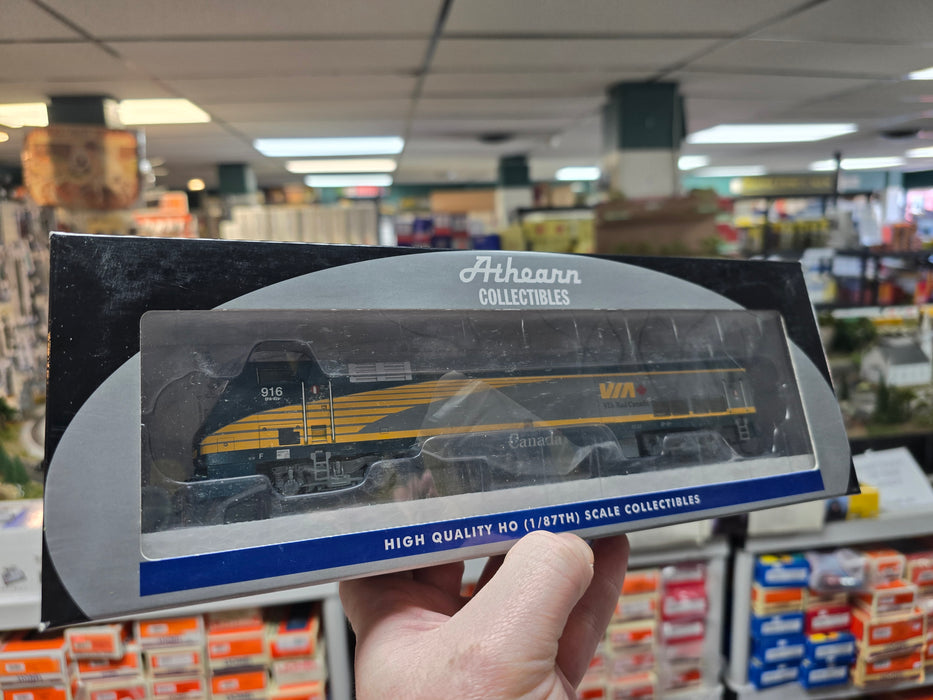 Athearn
COLLECTIBLES
916
VIA
VIA Rail Canada
F
Canada
HIGH QUALITY HO (1/87TH) SCALE COLLECTIBLES